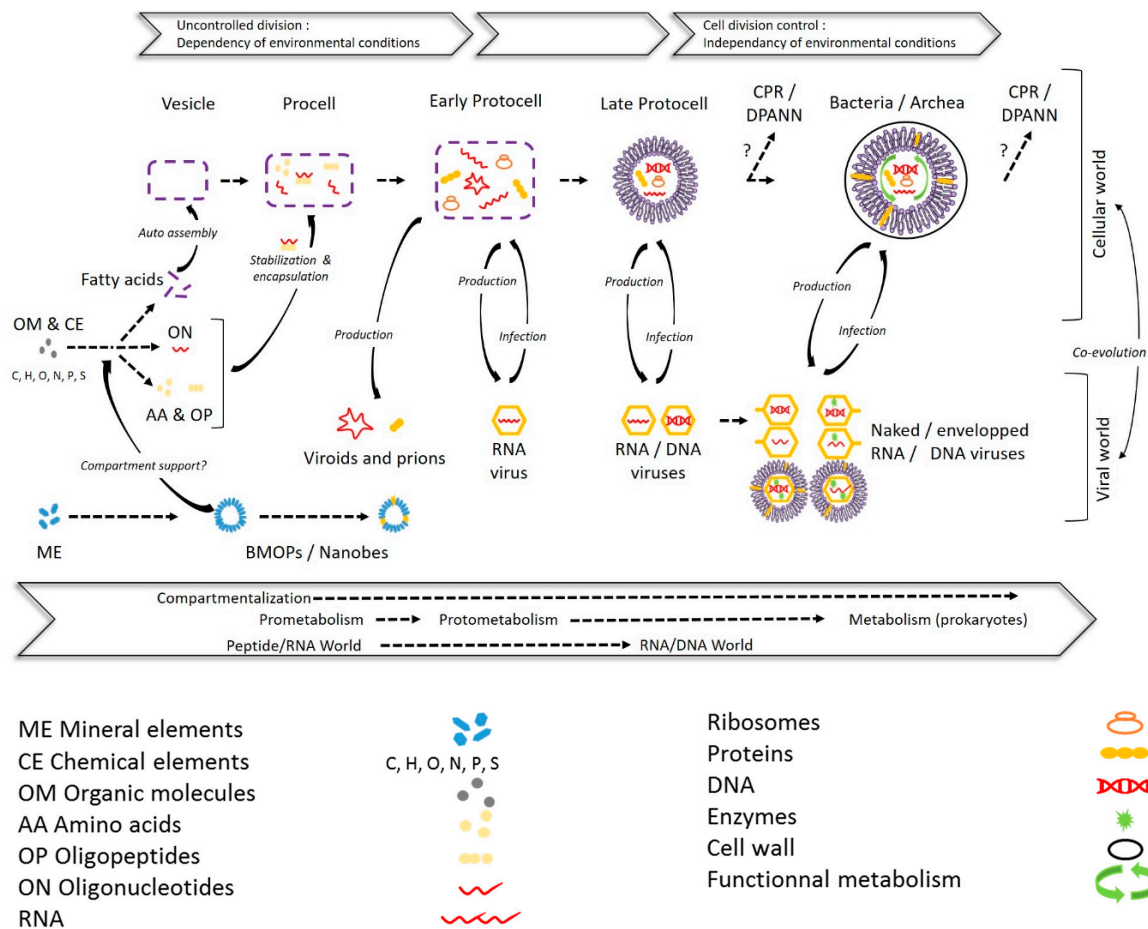 Uncontrolled division :
Dependency of environmental conditions
Cell division control :
Independancy of environmental conditions
Vesicle
Procell
Early Protocell
Late Protocell
CPR /
DPANN
?
Bacteria / Archea
CPR /
DPANN
?
Cellular world
Auto assembly
Stabilization &
encapsulation
Fatty acids
OM & CE
C, H, O, N, P, S
ON
AA & OP
Production
Production
Infection
Production
Infection
Production
Infection
Co-evolution
Compartment support?
Viroids and prions
RNA
virus
RNA / DNA
viruses
Naked / envelopped
RNA / DNA viruses
Viral world
ME
BMOPs / Nanobes
Compartmentalization
Prometabolism
Protometabolism
Metabolism (prokaryotes)
Peptide/RNA World
RNA/DNA World
ME Mineral elements
CE Chemical elements
C, H, O, N, P, S
OM Organic molecules
AA Amino acids
OP Oligopeptides
ON Oligonucleotides
RNA
Ribosomes
Proteins
DNA
Enzymes
Cell wall
Functionnal metabolism